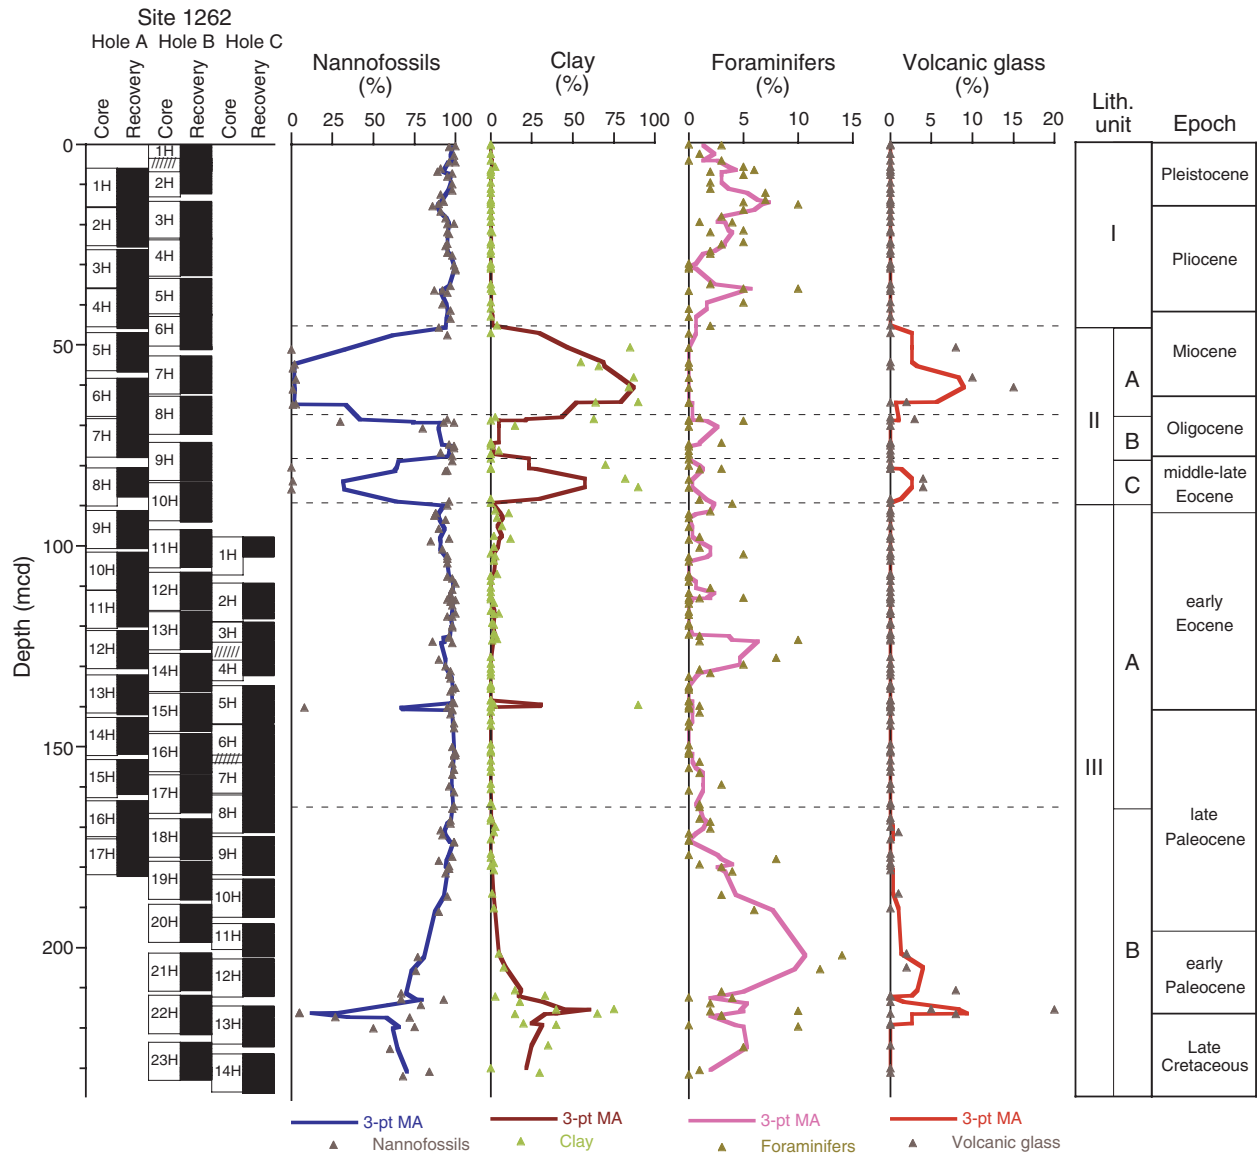 Site 1262
Hole A Hole B Hole C
Core Recovery Core Recovery Core Recovery
Nannofossils (%)
Clay (%)
Foraminifers (%)
Volcanic glass (%)
Lith. unit
Epoch
0 25 50 75 100
0 25 50 75 100
0 5 10 15
0 5 10 15 20
Depth (mcd)
0
50
100
150
200
1H
2H
3H
4H
5H
6H
7H
8H
9H
10H
11H
12H
13H
14H
15H
16H
17H
1H
2H
3H
4H
5H
6H
7H
8H
9H
10H
11H
12H
13H
14H
15H
16H
17H
18H
19H
20H
21H
22H
23H
1H
2H
3H
4H
5H
6H
7H
8H
9H
10H
11H
12H
13H
14H
I
II
III
A
B
C
A
B
Pleistocene
Pliocene
Miocene
Oligocene
middle-late
Eocene
early
Eocene
late
Paleocene
early
Paleocene
Late
Cretaceous
3-pt MA
Nannofossils
3-pt MA
Clay
3-pt MA
Foraminifers
3-pt MA
Volcanic glass